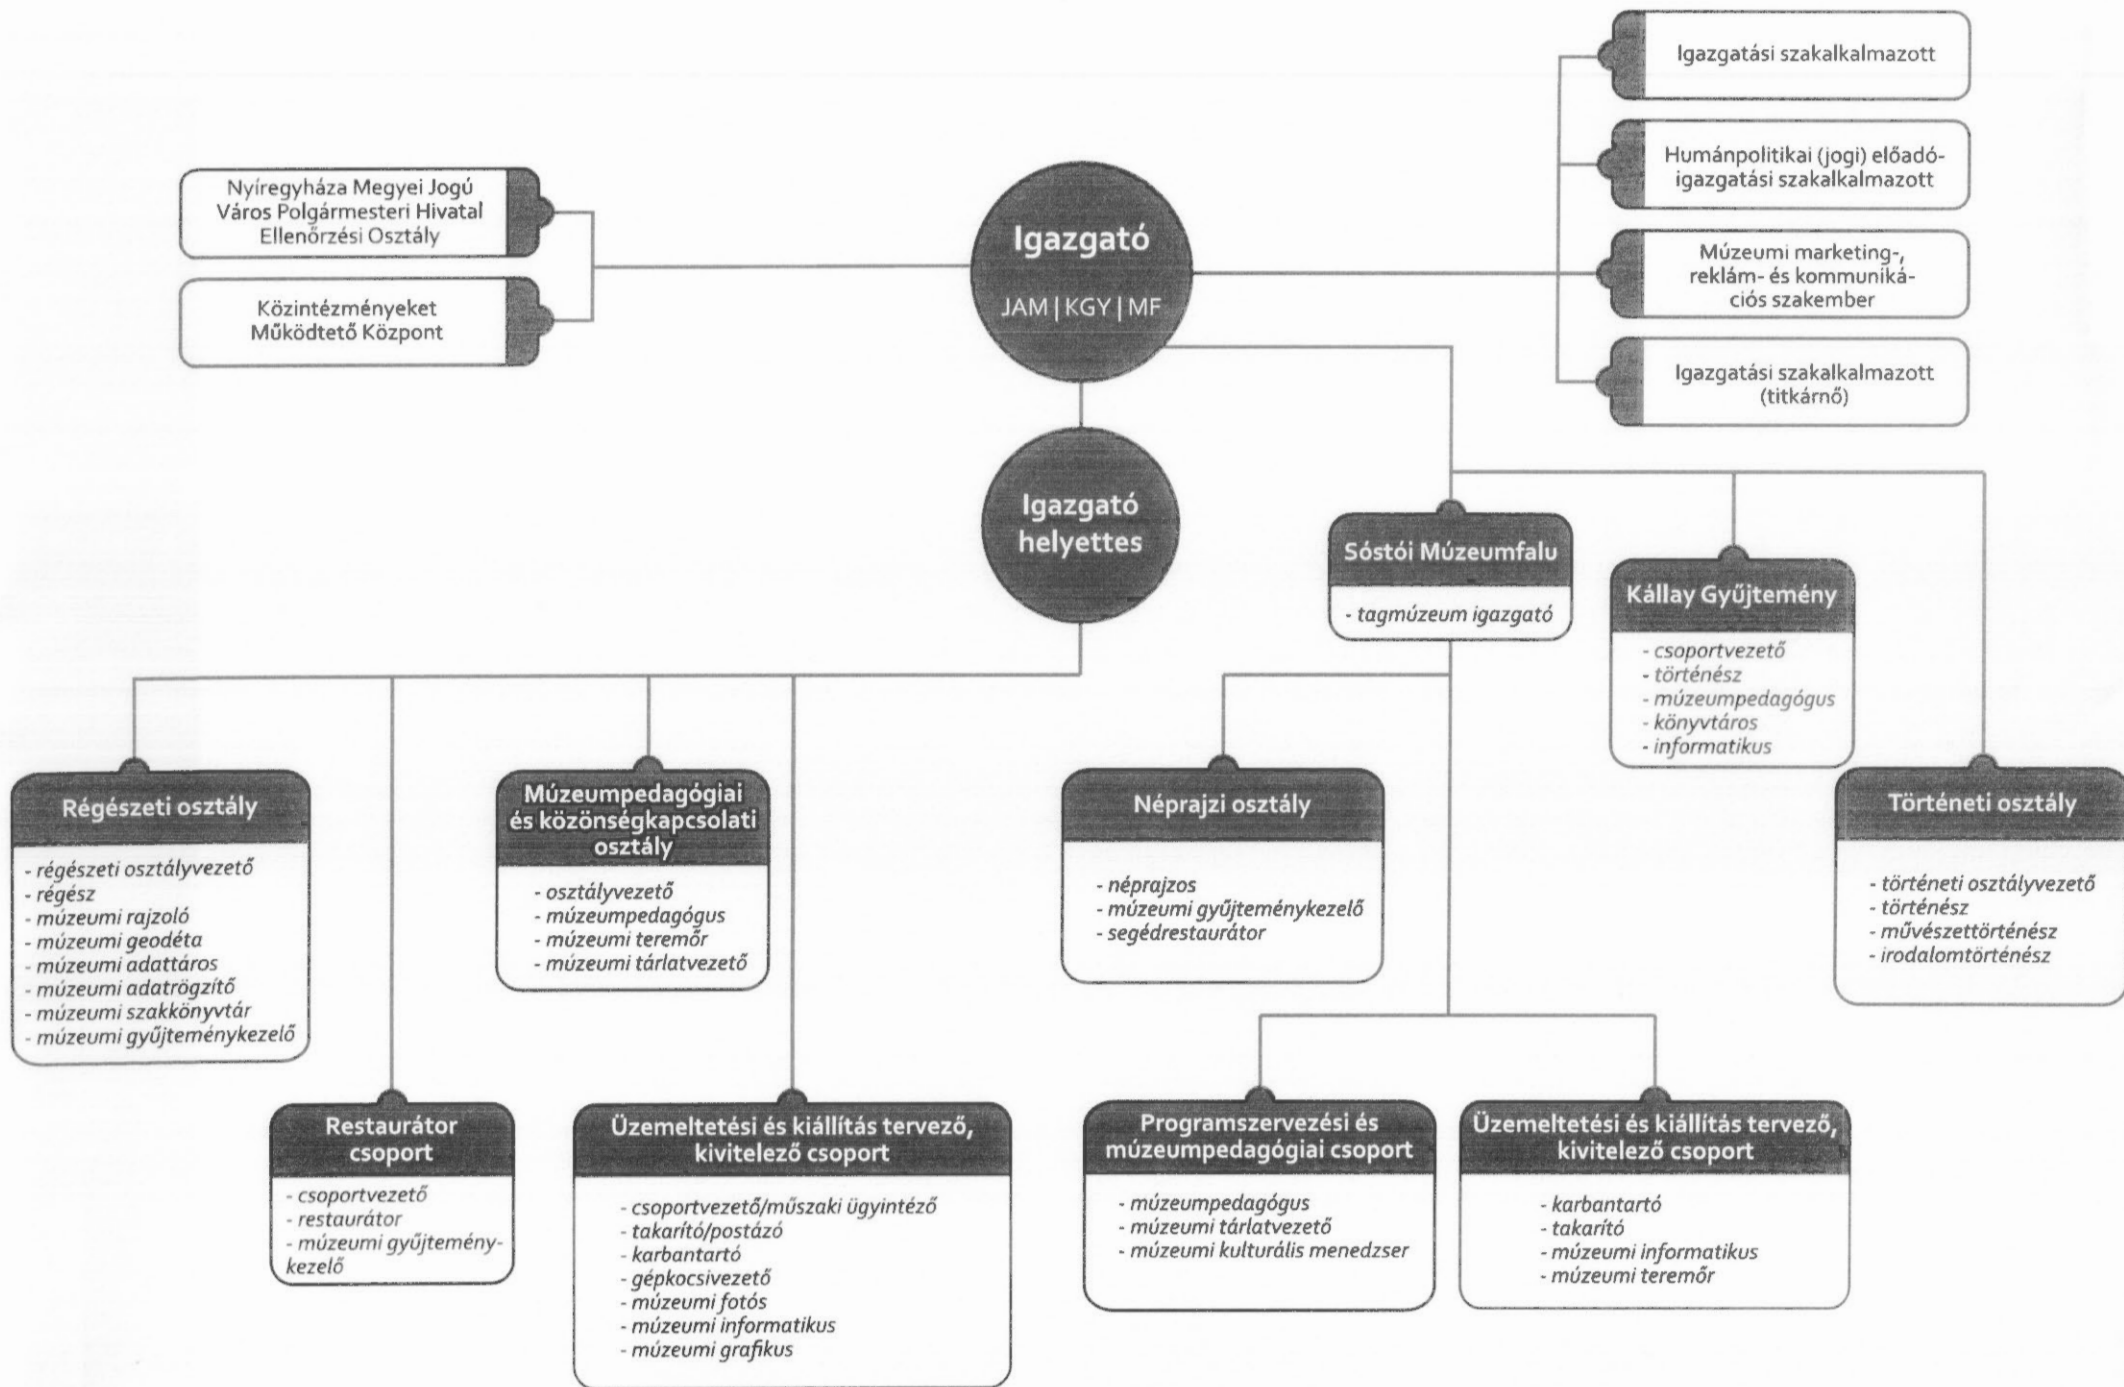 Igazgatási szakalkalmazott
Humánpolitikai (jogi) előadó-
igazgatási szakalkalmazott
Múzeumi marketing-,
reklám- és kommuniká-
ciós szakember
Igazgatási szakalkalmazott
(titkárnő)
Nyíregyháza Megyei Jogú
Város Polgármesteri Hivatal
Ellenőrzési Osztály
Közintézményeket
Működtető Központ
Igazgató
JAM | KGY | MF
Igazgató
helyettes
Sóstói Múzeumfalu
- tagmúzeum igazgató
Kállay Gyűjtemény
- csoportvezető
- történész
- múzeumpedagógus
- könyvtáros
- informatikus
Régészeti osztály
- régészeti osztályvezető
- régész
- múzeumi rajzoló
- múzeumi geodéta
- múzeumi adattáros
- múzeumi adatrögzítő
- múzeumi szakkönyvtár
- múzeumi gyűjteménykezelő
Múzeumpedagógiai
és közönségkapcsolati
osztály
- osztályvezető
- múzeumpedagógus
- múzeumi teremőr
- múzeumi tárlatvezető
Néprajzi osztály
- néprajzos
- múzeumi gyűjteménykezelő
- segédrestaurátor
Történeti osztály
- történeti osztályvezető
- történész
- művészettörténész
- irodalomtörténész
Restaurátor
csoport
- csoportvezető
- restaurátor
- múzeumi gyűjtemény-
kezelő
Üzemeltetési és kiállítás tervező,
kivitelező csoport
- csoportvezető/műszaki ügyintéző
- takarító/postázó
- karbantartó
- gépkocsivezető
- múzeumi fotós
- múzeumi informatikus
- múzeumi grafikus
Programszervezési és
múzeumpedagógiai csoport
- múzeumpedagógus
- múzeumi tárlatvezető
- múzeumi kulturális menedzser
Üzemeltetési és kiállítás tervező,
kivitelező csoport
- karbantartó
- takarító
- múzeumi informatikus
- múzeumi teremőr